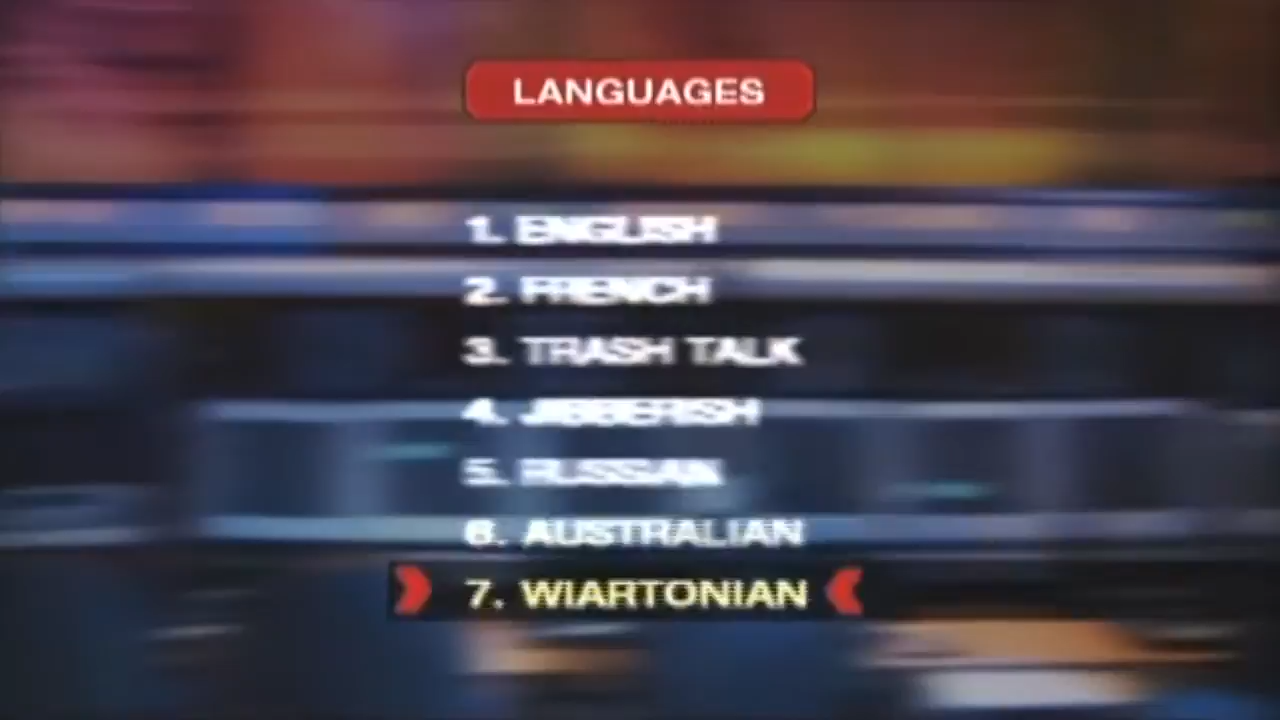 LANGUAGES
1. ENGLISH
2. FRENCH
3. TRASH TALK
4. JIBBERISH
5. RUSSIAN
6. AUSTRALIAN
7. WIARTONIAN